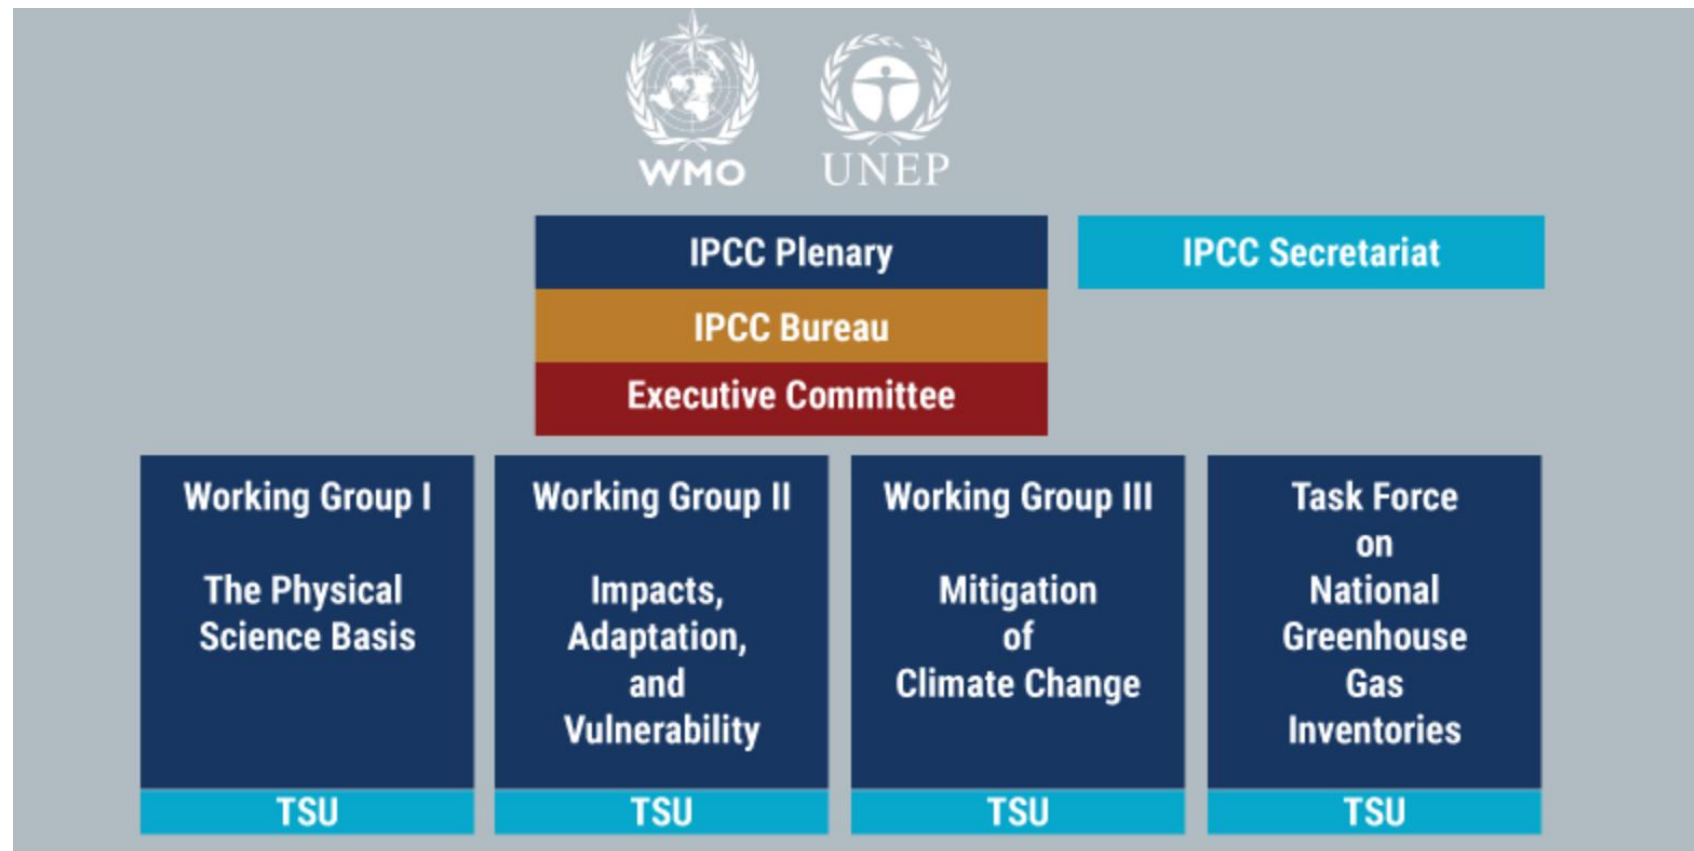 WMO
UNEP
IPCC Plenary
IPCC Secretariat
IPCC Bureau
Executive Committee
Working Group I
The Physical
Science Basis
TSU
Working Group II
Impacts,
Adaptation,
and
Vulnerability
TSU
Working Group III
Mitigation
of
Climate Change
TSU
Task Force
on
National
Greenhouse
Gas
Inventories
TSU